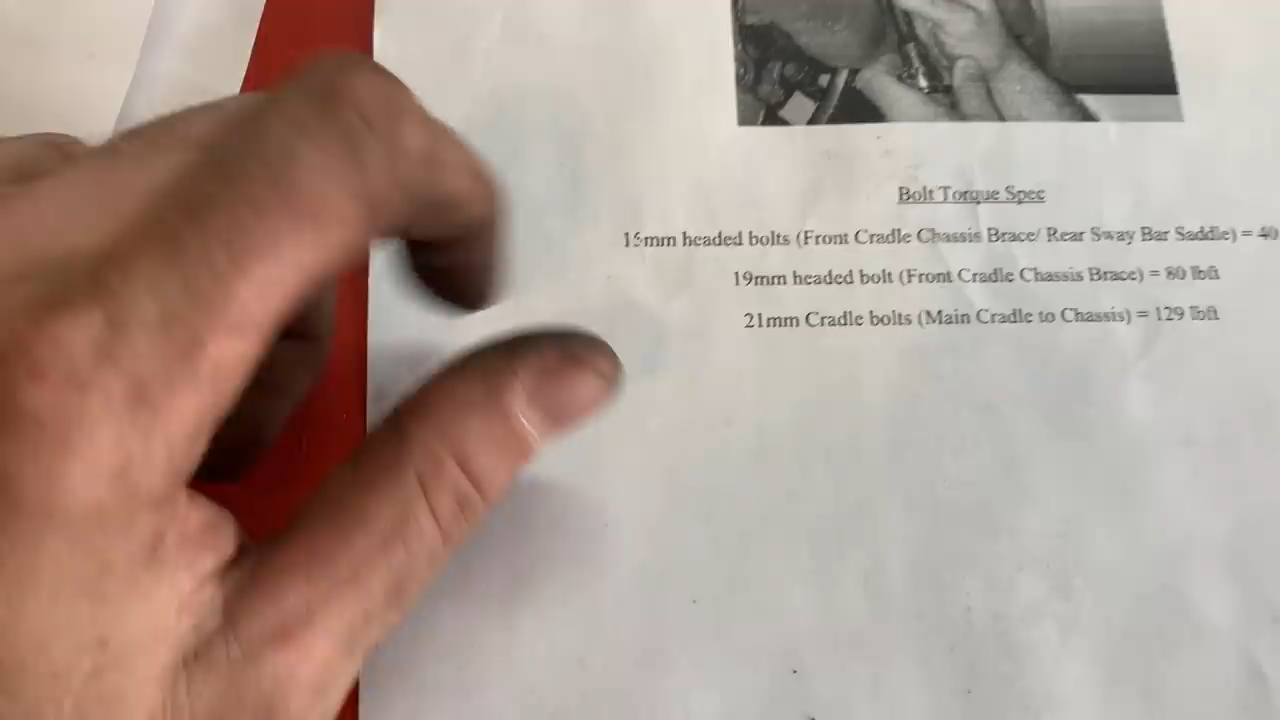 Bolt Torque Spec
15mm headed bolts (Front Cradle Chassis Brace/ Rear Sway Bar Saddle) = 40
19mm headed bolt (Front Cradle Chassis Brace) = 80 lbft
21mm Cradle bolts (Main Cradle to Chassis) = 129 lbft